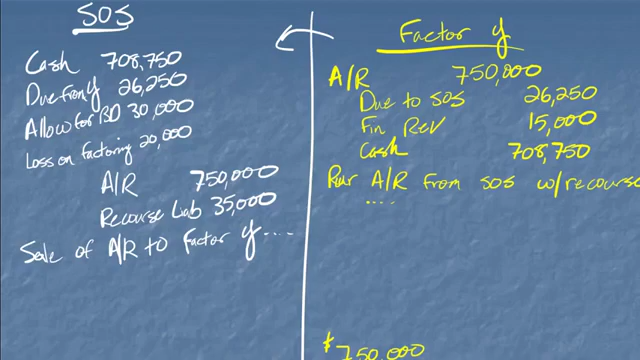 SOS
Cash 708,750
Due from Y 26,250
Allow for BD 30,000
Loss on factoring 20,000
A/R 750,000
Recourse Liab 35,000
Sale of A/R to Factor Y ....
Factor Y
A/R 750,000
Due to SOS 26,250
Fin Rev 15,000
Cash 708,750
Pur A/R from SOS w/recourse
....
$750,000